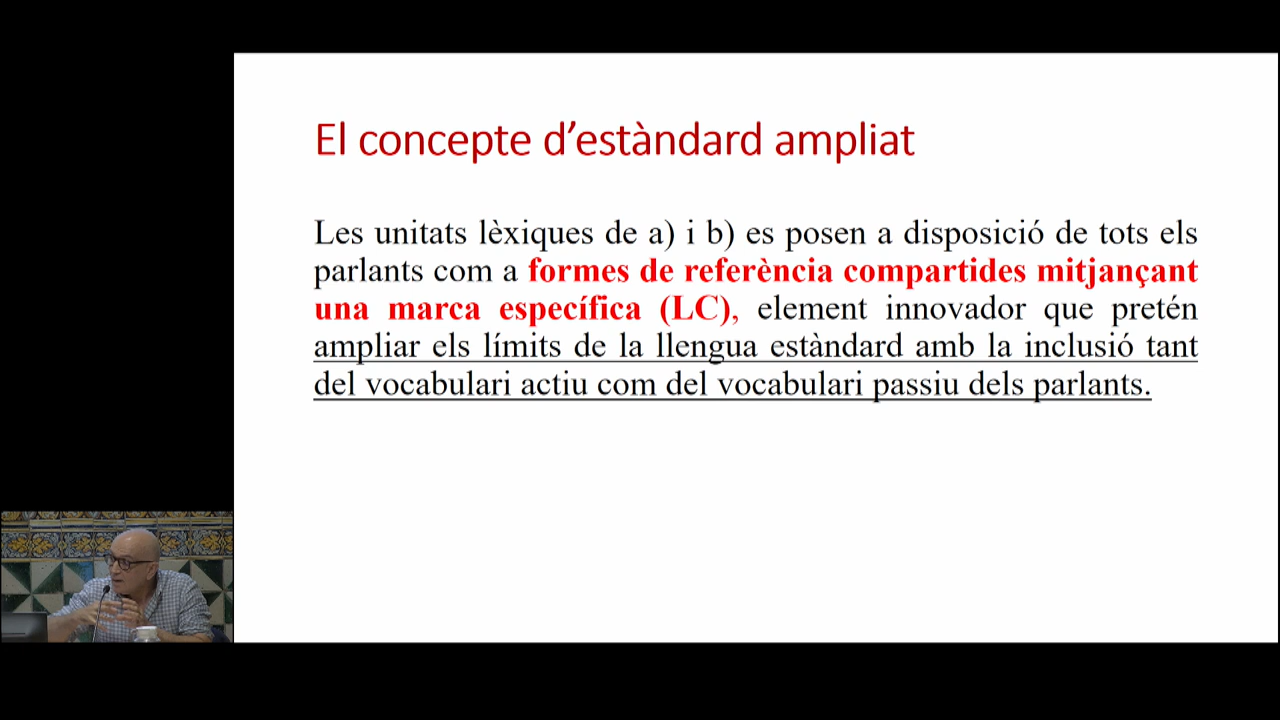 El concepte d’estàndard ampliat
Les unitats lèxiques de a) i b) es posen a disposició de tots els
parlants com a formes de referència compartides mitjançant
una marca específica (LC), element innovador que pretén
ampliar els límits de la llengua estàndard amb la inclusió tant
del vocabulari actiu com del vocabulari passiu dels parlants.